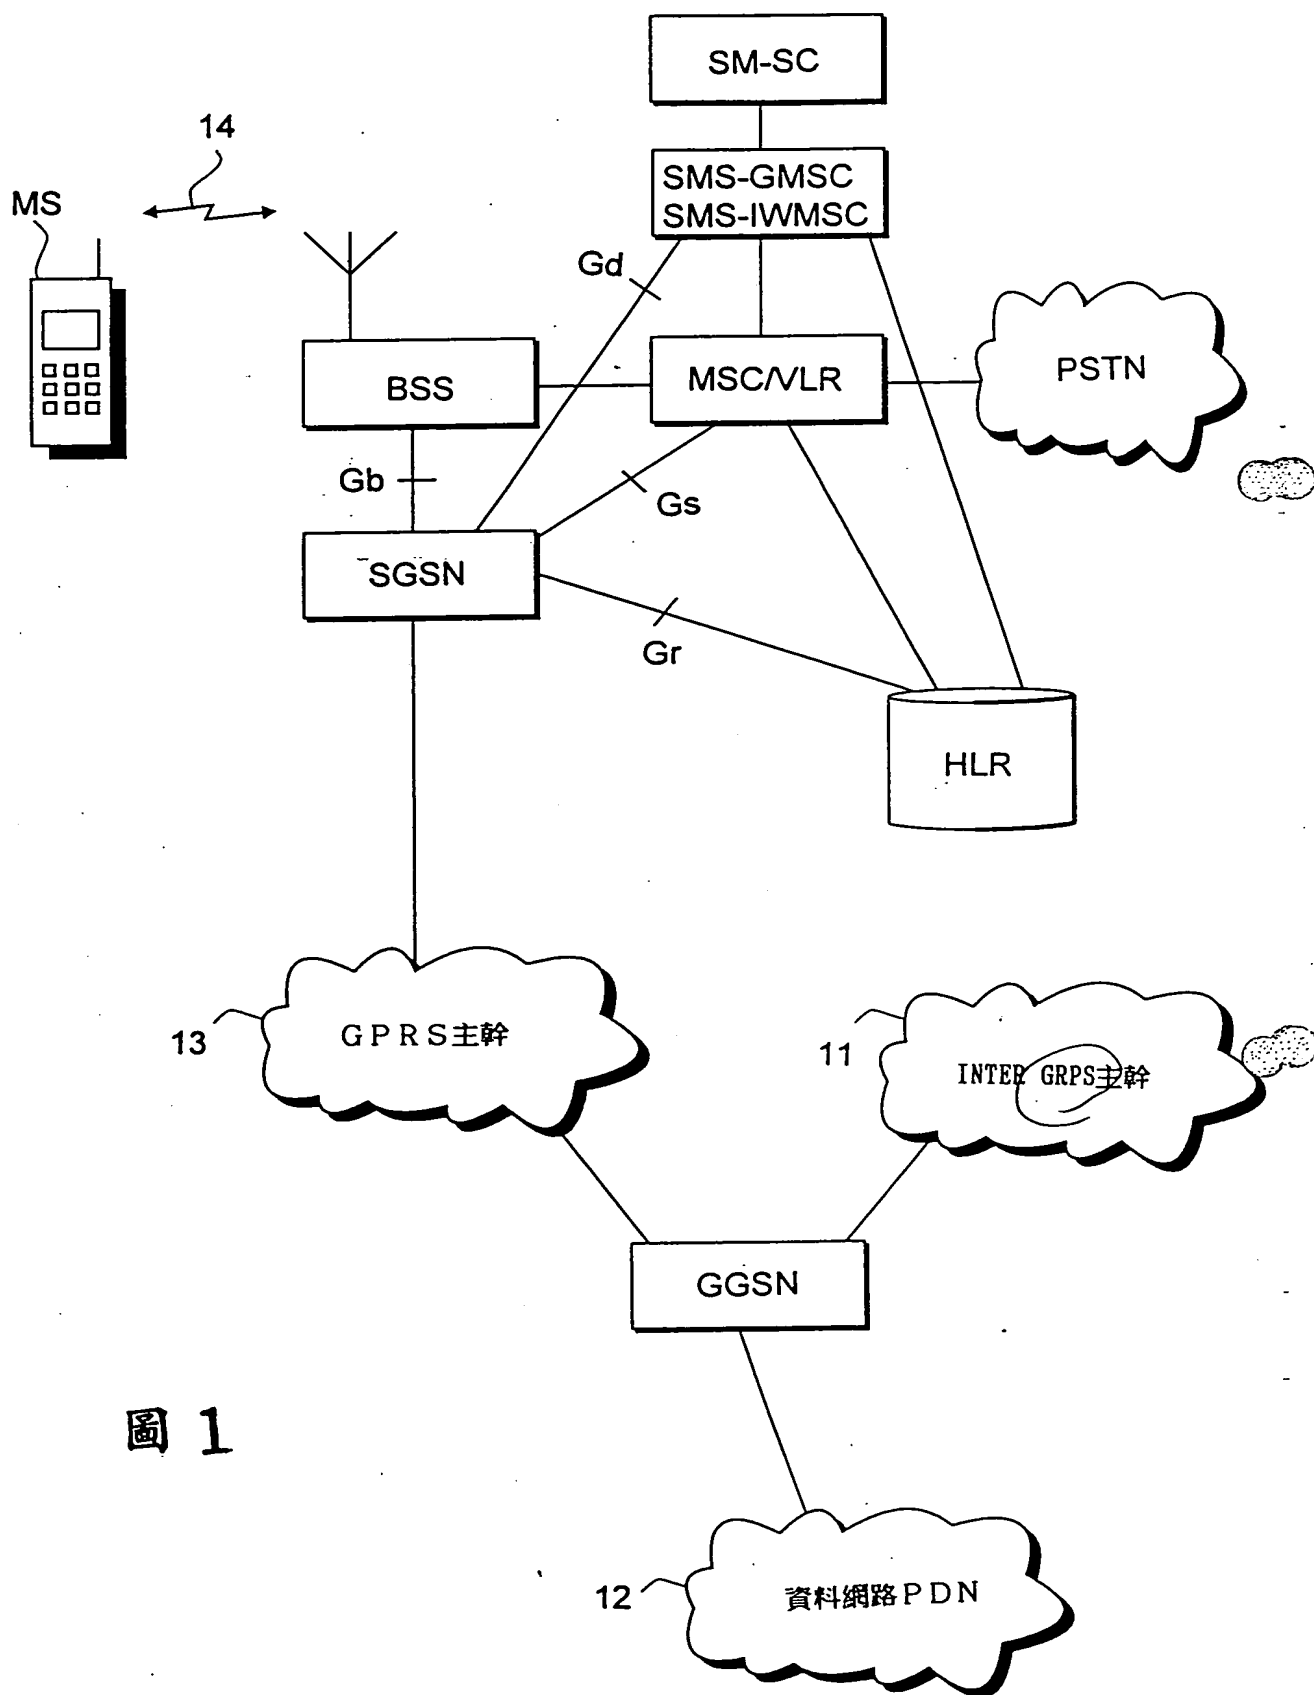 SM-SC
14
SMS-GMSC
SMS-IWMSC
MS
Gd
BSS
MSC/VLR
PSTN
Gb
Gs
SGSN
Gr
HLR
13
GPRS主幹
11
INTER GRPS主幹
GGSN
圖 1
12
資料網路PDN